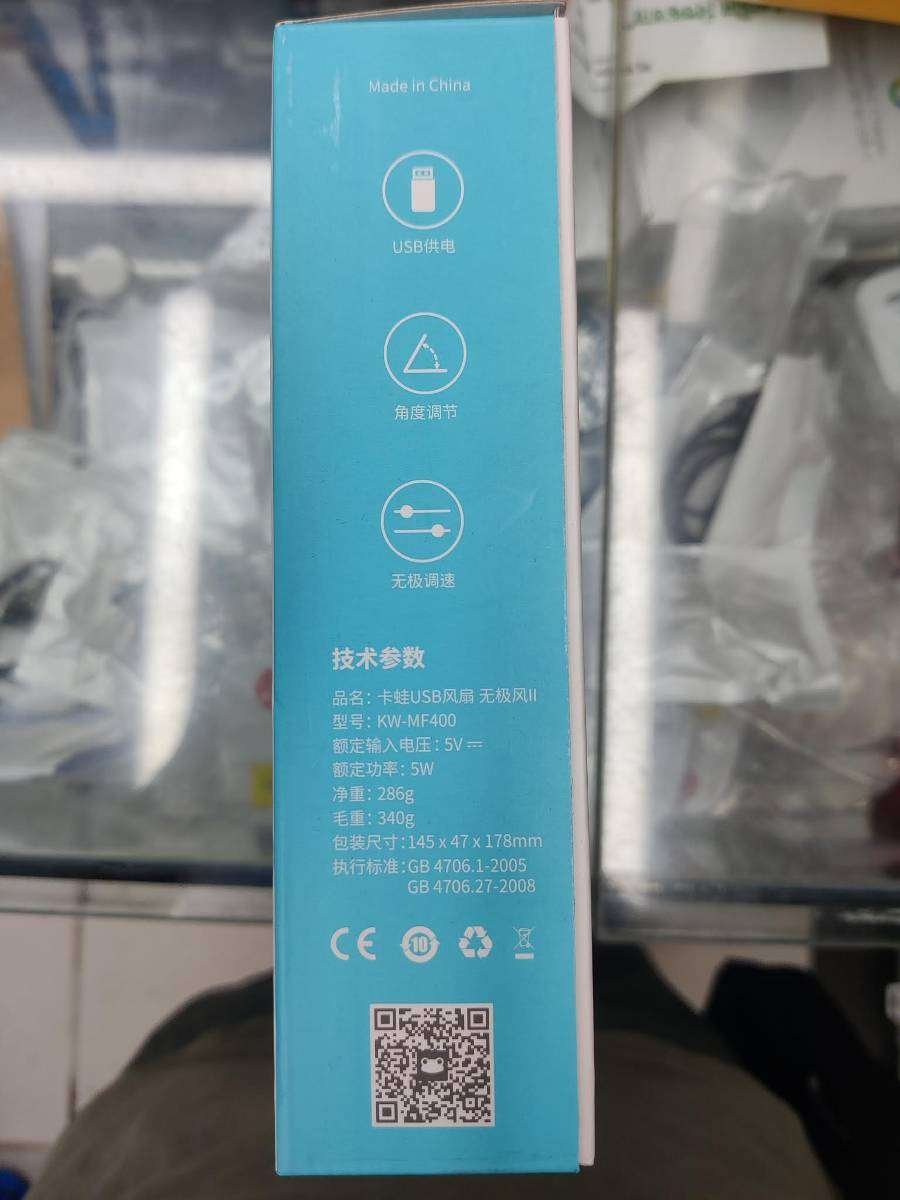 Made in China
USB供电
角度调节
无极调速
技术参数
品名：卡蛙USB风扇 无极风II
型号：KW-MF400
额定输入电压：5V⎓
额定功率：5W
净重：286g
毛重：340g
包装尺寸：145 x 47 x 178mm
执行标准：GB 4706.1-2005
GB 4706.27-2008
CE
10